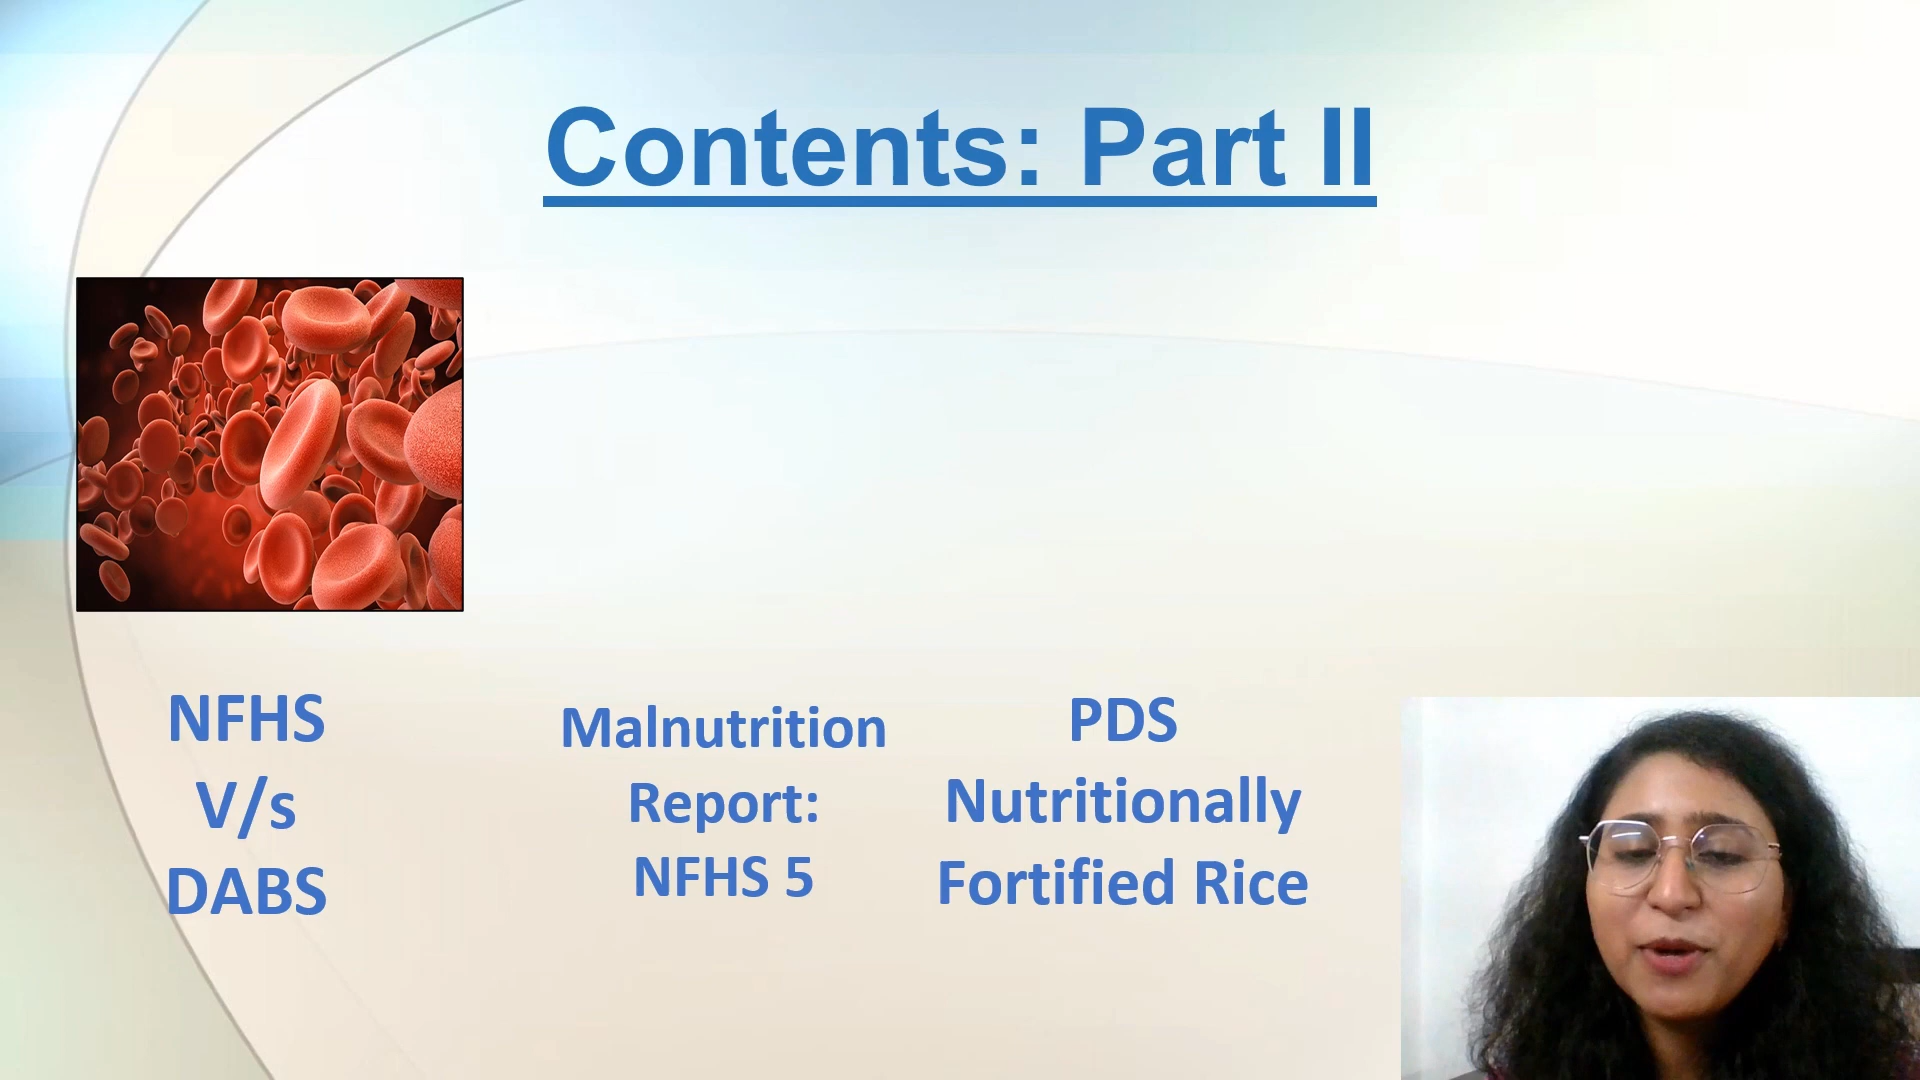 Contents: Part II
NFHS
V/s
DABS
Malnutrition
Report:
NFHS 5
PDS
Nutritionally
Fortified Rice